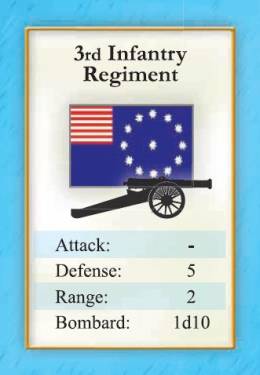 3rd Infantry
Regiment
Attack: -
Defense: 5
Range: 2
Bombard: 1d10